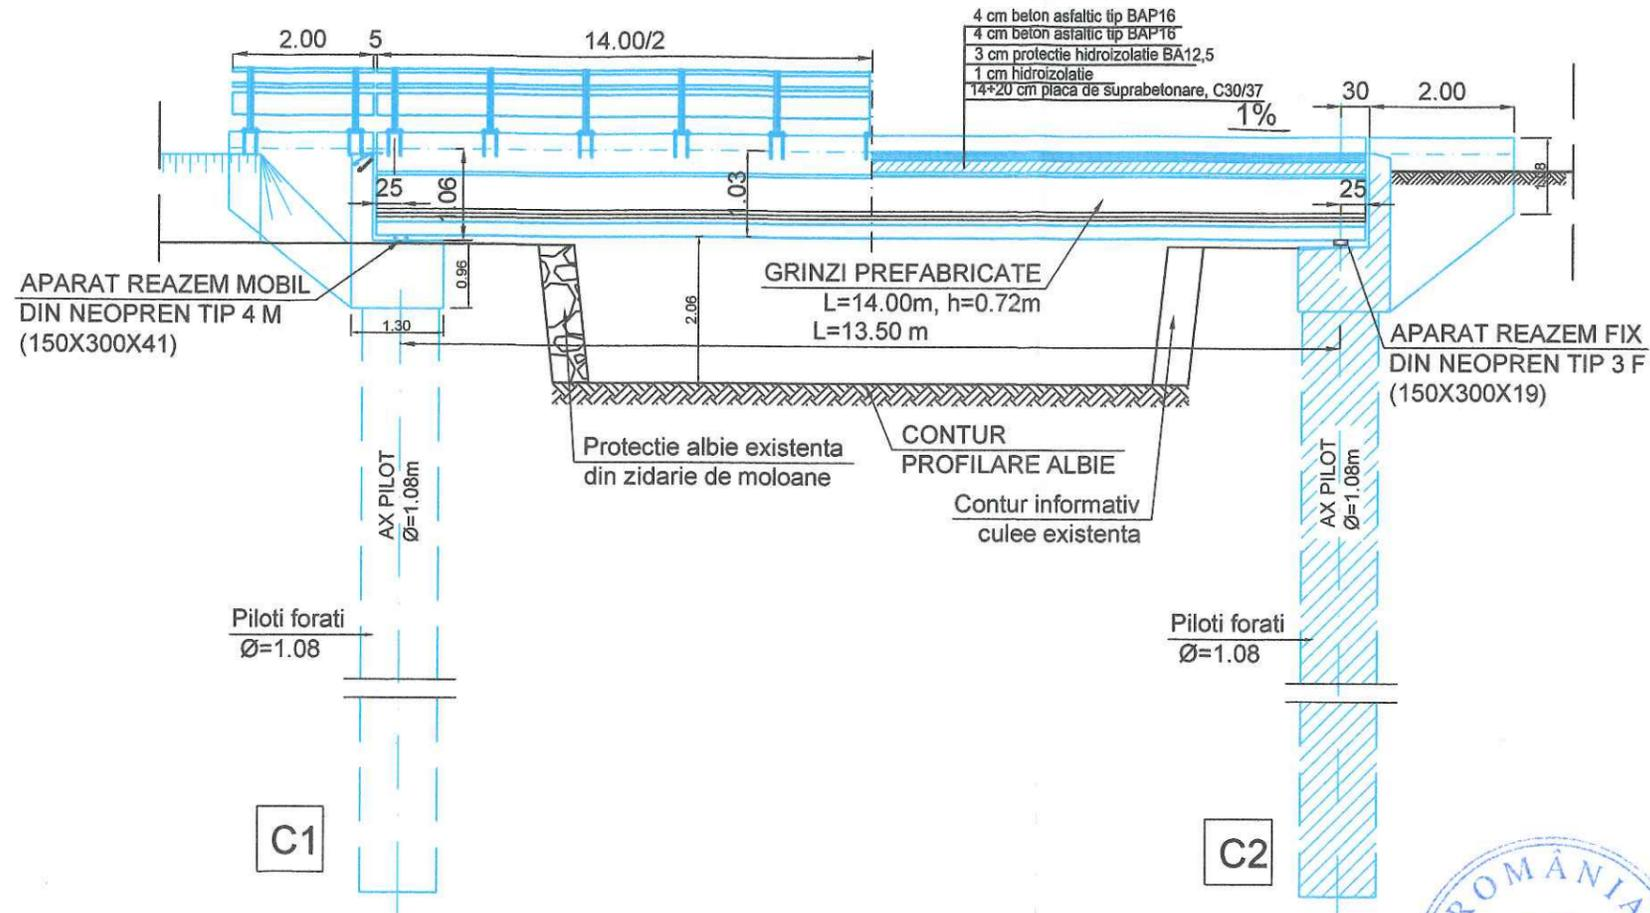 4 cm beton asfaltic tip BAP16
4 cm beton asfaltic tip BAP16
3 cm protectie hidroizolatie BA12,5
1 cm hidroizolatie
14÷20 cm placa de suprabetonare, C30/37
2.00
5
14.00/2
30
2.00
1%
25
1.06
1.03
25
0.96
2.06
1.30
APARAT REAZEM MOBIL
DIN NEOPREN TIP 4 M
(150X300X41)
GRINZI PREFABRICATE
L=14.00m, h=0.72m
L=13.50 m
APARAT REAZEM FIX
DIN NEOPREN TIP 3 F
(150X300X19)
Protectie albie existenta
din zidarie de moloane
CONTUR
PROFILARE ALBIE
Contur informativ
culee existenta
AX PILOT
Ø=1.08m
AX PILOT
Ø=1.08m
Piloti forati
Ø=1.08
Piloti forati
Ø=1.08
C1
C2
ROMÂNIA